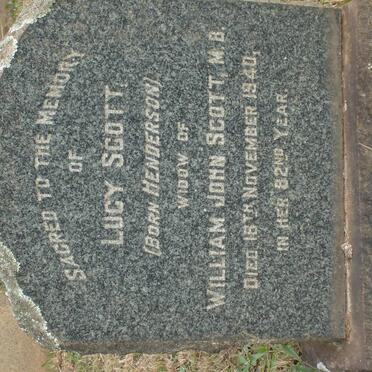 SACRED TO THE MEMORY
OF
LUCY SCOTT
(BORN HENDERSON)
WIDOW OF
WILLIAM JOHN SCOTT, M.B.
DIED 18TH NOVEMBER 1940,
IN HER 82ND YEAR.